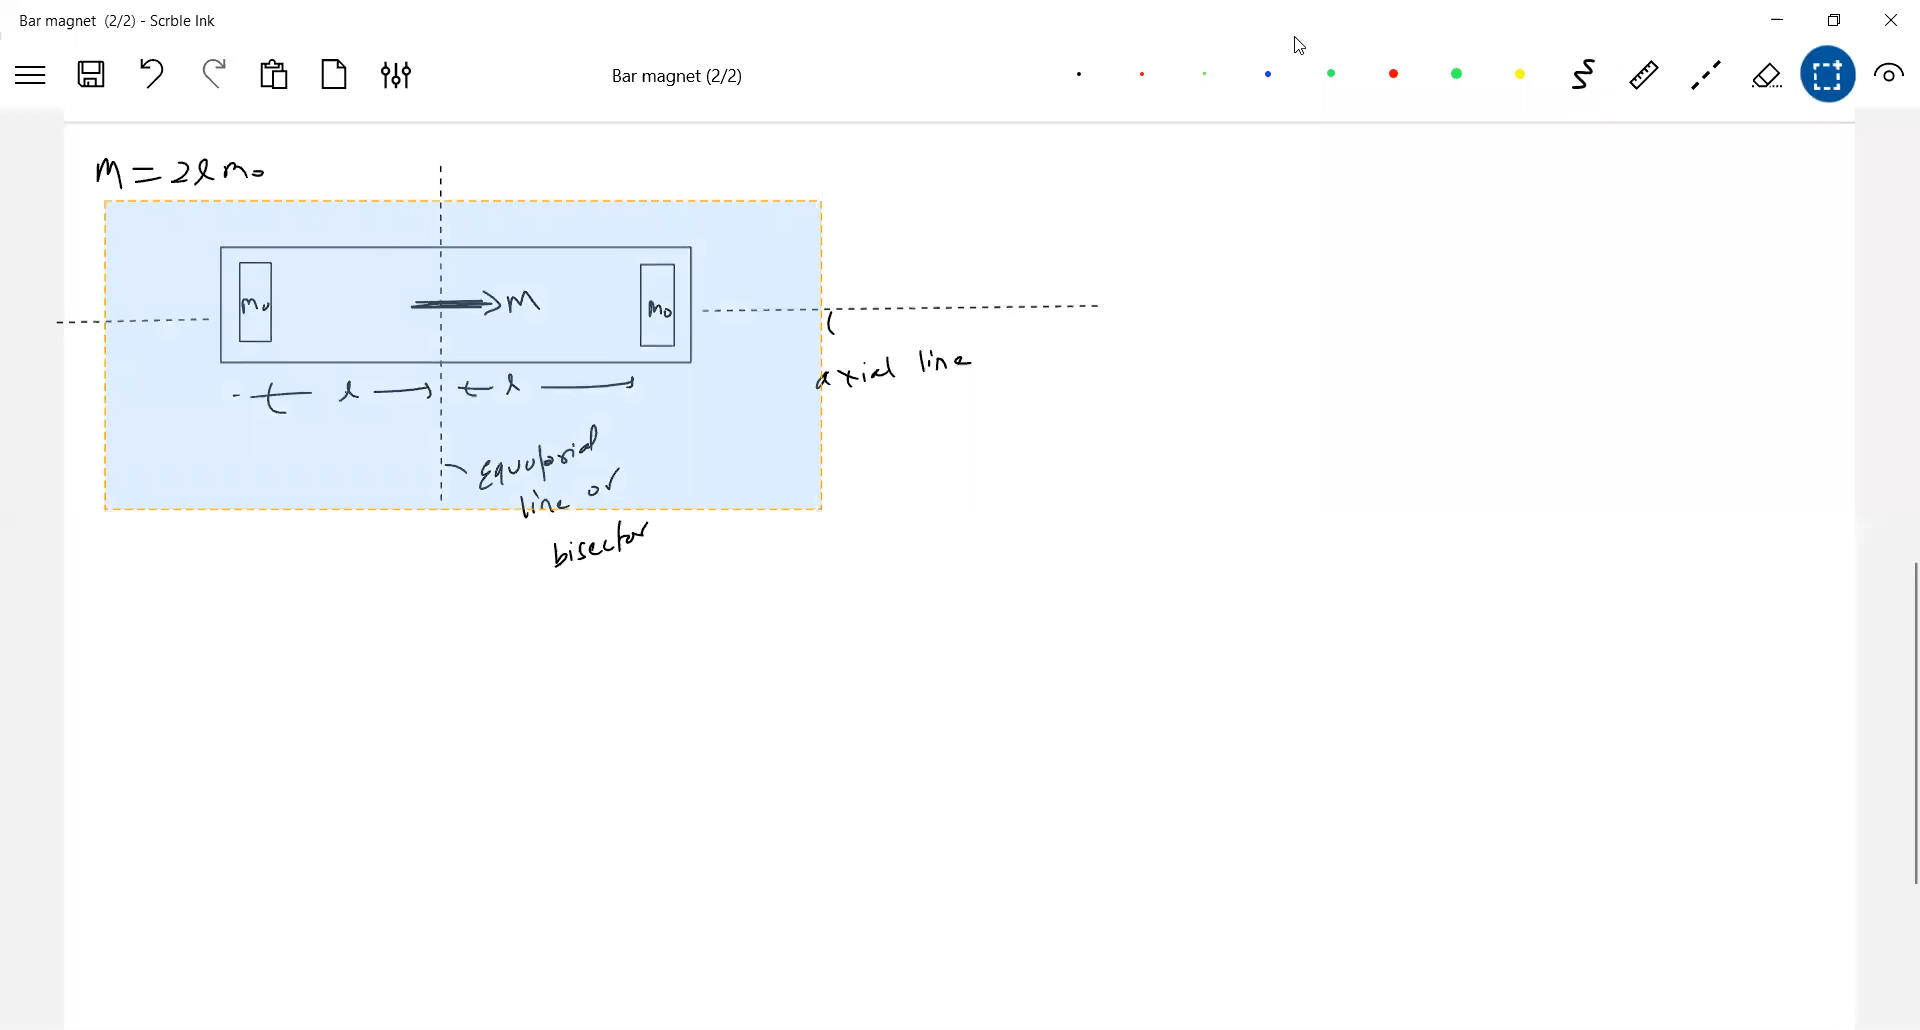 Bar magnet (2/2) - Scrble Ink
Bar magnet (2/2)
M = 2l m₀
m₀
M
m₀
l
l
axial line
Equatorial
line or
bisector